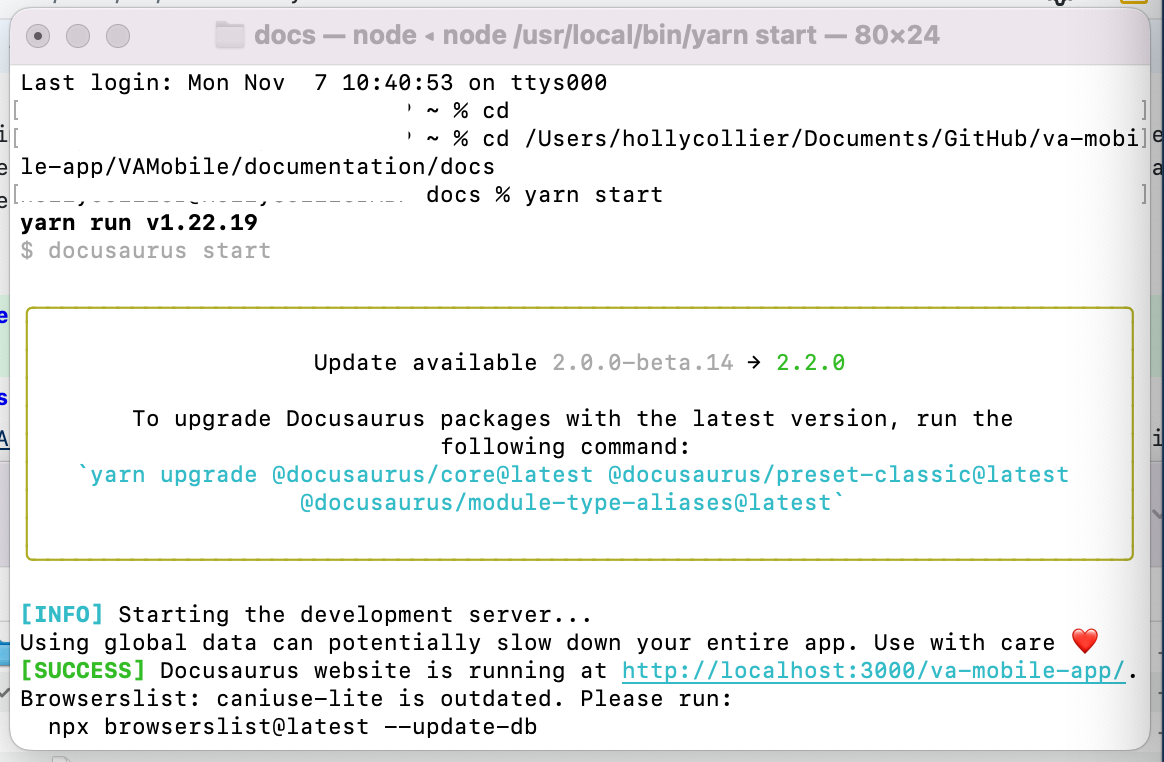 docs — node ◂ node /usr/local/bin/yarn start — 80×24
Last login: Mon Nov  7 10:40:53 on ttys000
~ % cd
~ % cd /Users/hollycollier/Documents/GitHub/va-mobi
le-app/VAMobile/documentation/docs
docs % yarn start
yarn run v1.22.19
$ docusaurus start
Update available 2.0.0-beta.14 → 2.2.0
To upgrade Docusaurus packages with the latest version, run the
following command:
`yarn upgrade @docusaurus/core@latest @docusaurus/preset-classic@latest
@docusaurus/module-type-aliases@latest`
[INFO] Starting the development server...
Using global data can potentially slow down your entire app. Use with care ❤️
[SUCCESS] Docusaurus website is running at http://localhost:3000/va-mobile-app/.
Browserslist: caniuse-lite is outdated. Please run:
  npx browserslist@latest --update-db